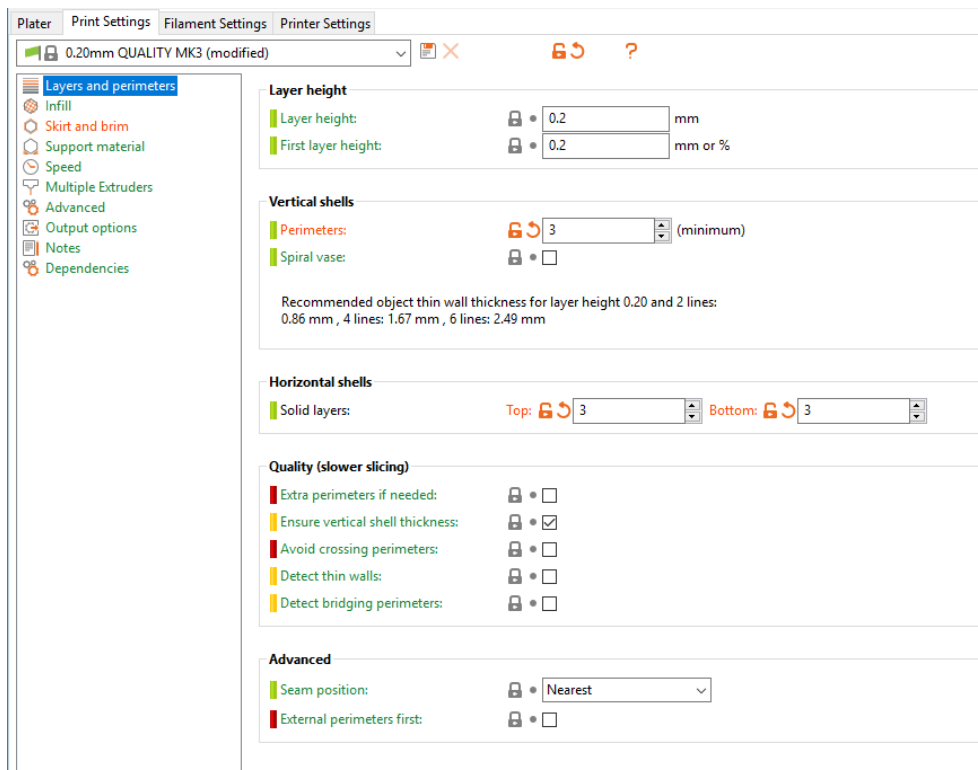 Plater Print Settings Filament Settings Printer Settings
0.20mm QUALITY MK3 (modified) ?
Layers and perimeters
Infill
Skirt and brim
Support material
Speed
Multiple Extruders
Advanced
Output options
Notes
Dependencies
Layer height
Layer height: 0.2 mm
First layer height: 0.2 mm or %
Vertical shells
Perimeters: 3 (minimum)
Spiral vase:
Recommended object thin wall thickness for layer height 0.20 and 2 lines:
0.86 mm , 4 lines: 1.67 mm , 6 lines: 2.49 mm
Horizontal shells
Solid layers: Top: 3 Bottom: 3
Quality (slower slicing)
Extra perimeters if needed:
Ensure vertical shell thickness:
Avoid crossing perimeters:
Detect thin walls:
Detect bridging perimeters:
Advanced
Seam position: Nearest
External perimeters first: